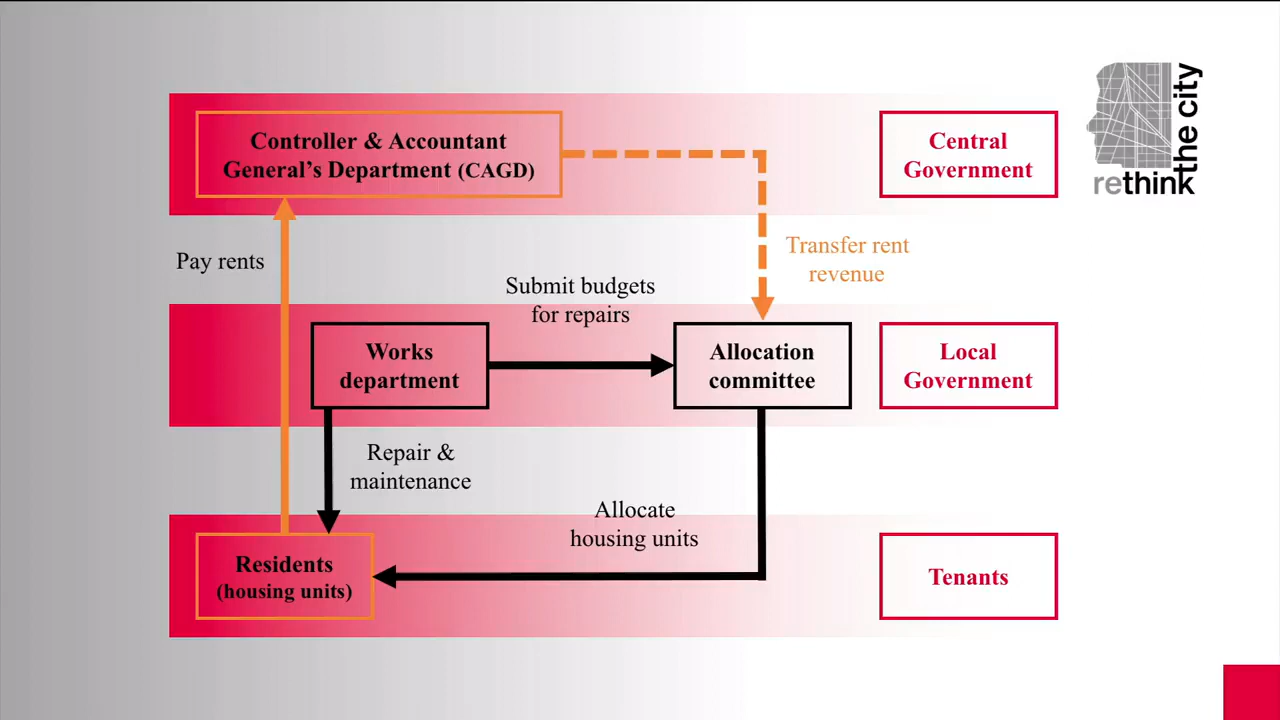 Controller & Accountant
General's Department (CAGD)
Central
Government
rethink
the city
Pay rents
Transfer rent
revenue
Submit budgets
for repairs
Works
department
Allocation
committee
Local
Government
Repair &
maintenance
Allocate
housing units
Residents
(housing units)
Tenants